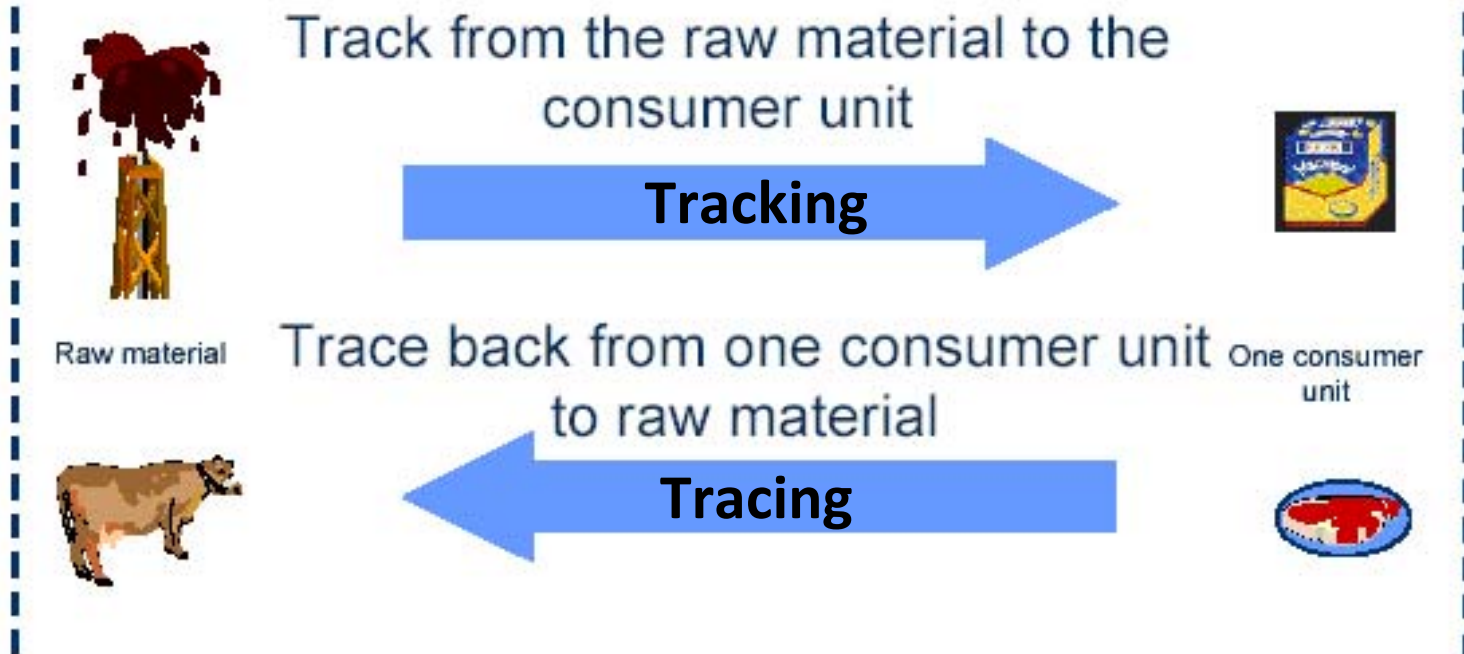 Track from the raw material to the
consumer unit
Tracking
Raw material
Trace back from one consumer unit
to raw material
One consumer
unit
Tracing